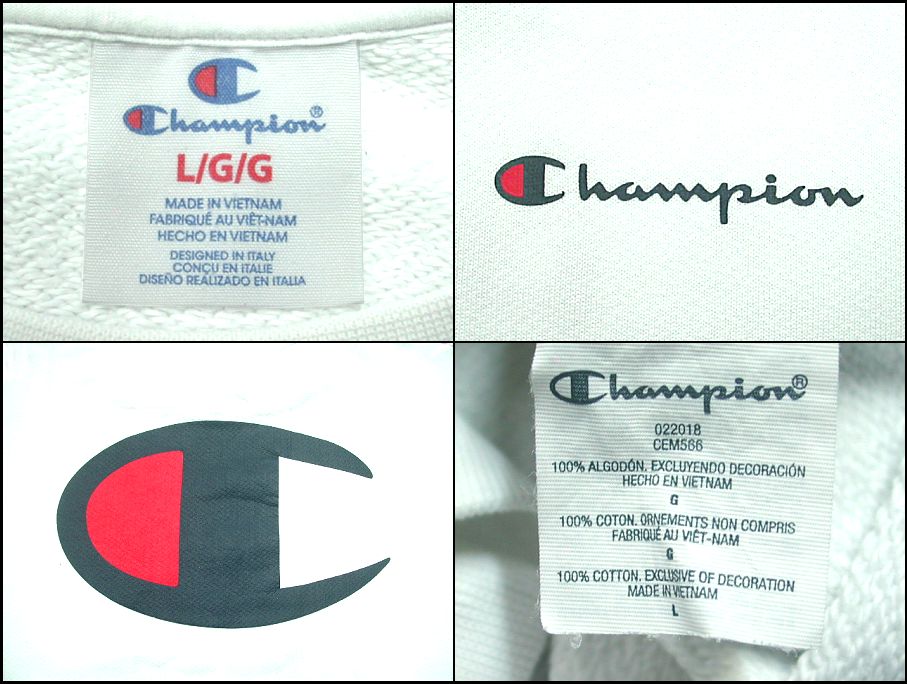 Champion®
L/G/G
MADE IN VIETNAM
FABRIQUÉ AU VIÊT-NAM
HECHO EN VIETNAM
DESIGNED IN ITALY
CONÇU EN ITALIE
DISEÑO REALIZADO EN ITALIA
Champion
Champion®
022018
CEM566
100% ALGODÓN. EXCLUYENDO DECORACIÓN
HECHO EN VIETNAM
G
100% COTON. ORNEMENTS NON COMPRIS
FABRIQUÉ AU VIÊT-NAM
G
100% COTTON. EXCLUSIVE OF DECORATION
MADE IN VIETNAM
L